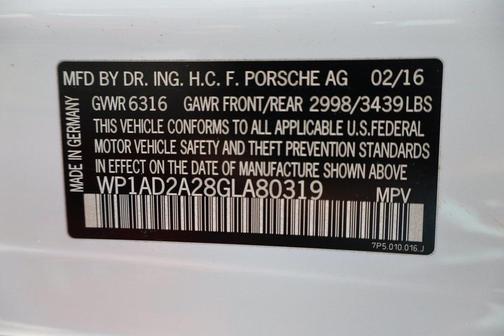 MFD BY DR. ING. H.C. F. PORSCHE AG 02/16
GVWR 6316 GAWR FRONT/REAR 2998/3439 LBS
THIS VEHICLE CONFORMS TO ALL APPLICABLE U.S.FEDERAL
MOTOR VEHICLE SAFETY AND THEFT PREVENTION STANDARDS
IN EFFECT ON THE DATE OF MANUFACTURE SHOWN ABOVE
WP1AD2A28GLA80319 MPV
7P5.010.016.J
MADE IN GERMANY